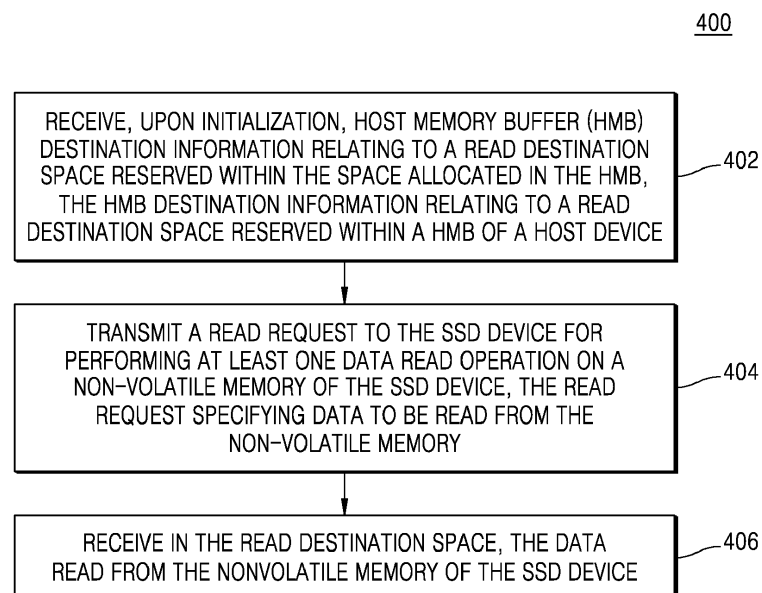 400
RECEIVE, UPON INITIALIZATION, HOST MEMORY BUFFER (HMB)
DESTINATION INFORMATION RELATING TO A READ DESTINATION
SPACE RESERVED WITHIN THE SPACE ALLOCATED IN THE HMB,
THE HMB DESTINATION INFORMATION RELATING TO A READ
DESTINATION SPACE RESERVED WITHIN A HMB OF A HOST DEVICE
402
TRANSMIT A READ REQUEST TO THE SSD DEVICE FOR
PERFORMING AT LEAST ONE DATA READ OPERATION ON A
NON-VOLATILE MEMORY OF THE SSD DEVICE, THE READ
REQUEST SPECIFYING DATA TO BE READ FROM THE
NON-VOLATILE MEMORY
404
RECEIVE IN THE READ DESTINATION SPACE, THE DATA
READ FROM THE NONVOLATILE MEMORY OF THE SSD DEVICE
406